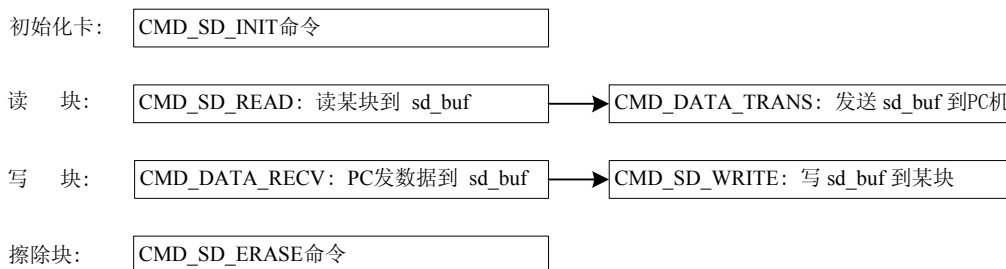 初始化卡: CMD_SD_INIT命令
读 块: CMD_SD_READ: 读某块到 sd_buf CMD_DATA_TRANS: 发送 sd_buf 到PC机
写 块: CMD_DATA_RECV: PC发数据到 sd_buf CMD_SD_WRITE: 写 sd_buf 到某块
擦除块: CMD_SD_ERASE命令